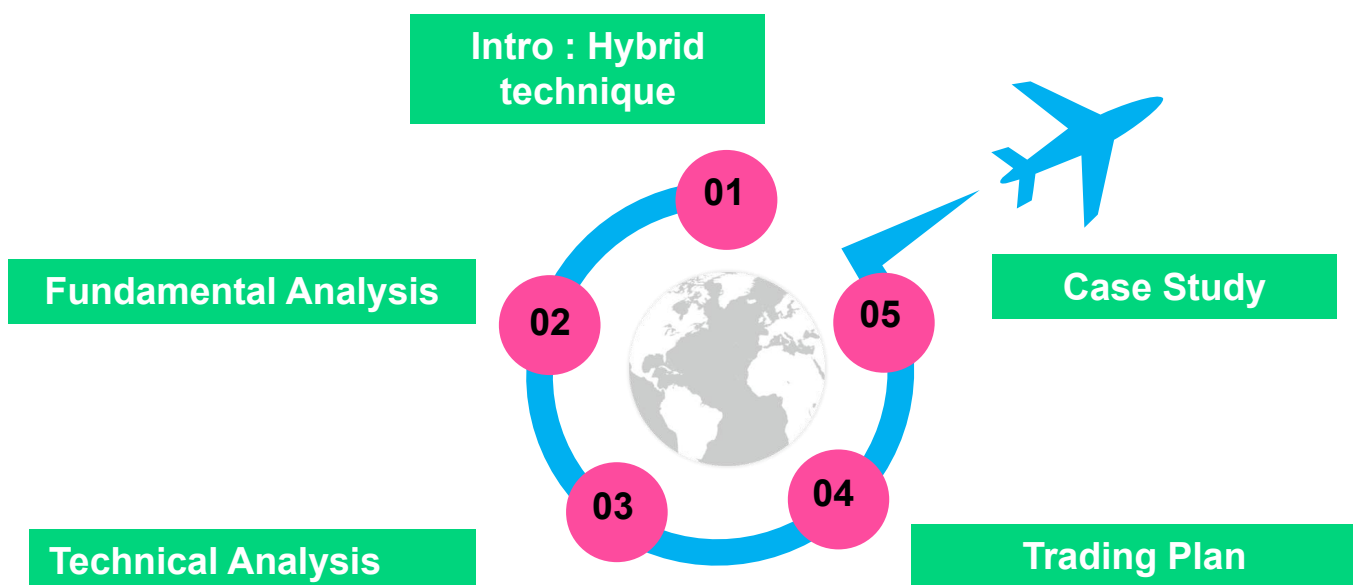 Intro : Hybrid
technique
01
Fundamental Analysis
02
Technical Analysis
03
04
Trading Plan
05
Case Study